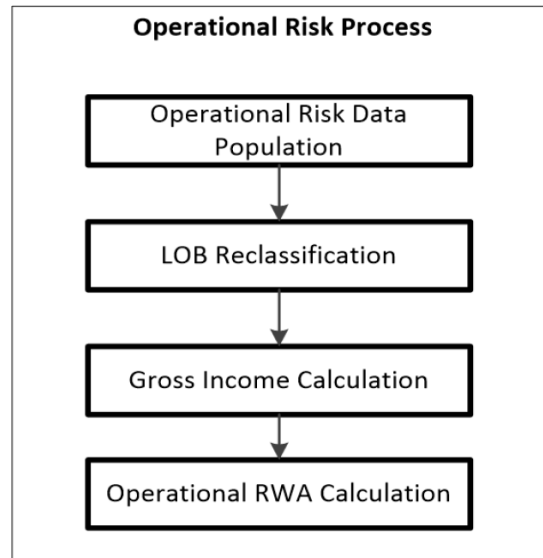 Operational Risk Process
Operational Risk Data
Population
LOB Reclassification
Gross Income Calculation
Operational RWA Calculation